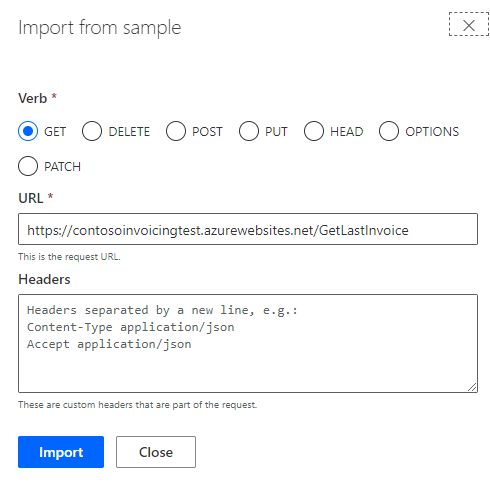 Import from sample
Verb *
GET DELETE POST PUT HEAD OPTIONS
PATCH
URL *
https://contosoinvoicingtest.azurewebsites.net/GetLastInvoice
This is the request URL.
Headers
Headers separated by a new line, e.g.:
Content-Type application/json
Accept application/json
These are custom headers that are part of the request.
Import Close